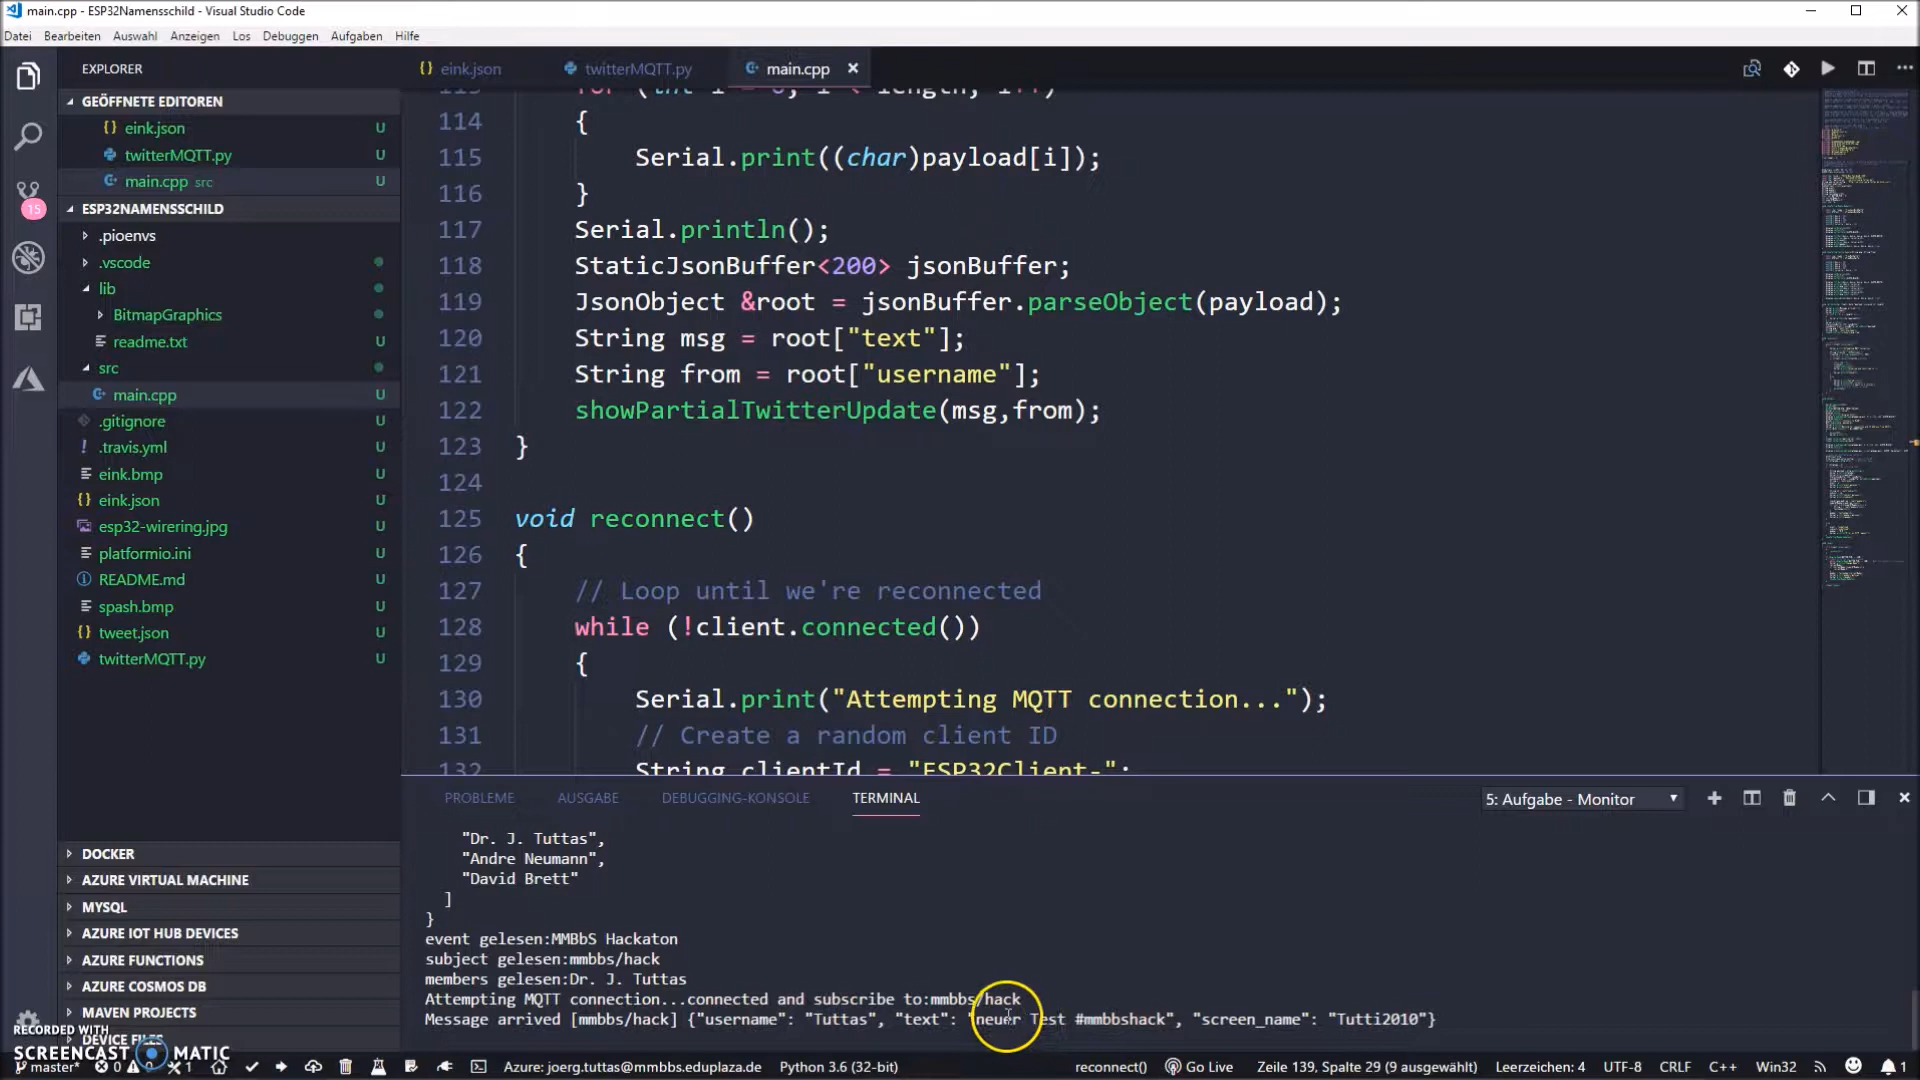 main.cpp - ESP32Namensschild - Visual Studio Code
Datei Bearbeiten Auswahl Anzeigen Los Debuggen Aufgaben Hilfe
EXPLORER
GEÖFFNETE EDITOREN
{} eink.json U
twitterMQTT.py U
main.cpp src U
15
ESP32NAMENSSCHILD
.pioenvs
.vscode
lib
BitmapGraphics
readme.txt U
src
main.cpp U
.gitignore U
! .travis.yml U
eink.bmp U
{} eink.json U
esp32-wirering.jpg U
platformio.ini U
README.md U
spash.bmp U
{} tweet.json U
twitterMQTT.py U
DOCKER
AZURE VIRTUAL MACHINE
MYSQL
AZURE IOT HUB DEVICES
AZURE FUNCTIONS
AZURE COSMOS DB
MAVEN PROJECTS
DEVICE FILES
{} eink.json twitterMQTT.py main.cpp ×
114 {
115 Serial.print((char)payload[i]);
116 }
117 Serial.println();
118 StaticJsonBuffer<200> jsonBuffer;
119 JsonObject &root = jsonBuffer.parseObject(payload);
120 String msg = root["text"];
121 String from = root["username"];
122 showPartialTwitterUpdate(msg,from);
123 }
124
125 void reconnect()
126 {
127 // Loop until we're reconnected
128 while (!client.connected())
129 {
130 Serial.print("Attempting MQTT connection...");
131 // Create a random client ID
132 String clientId = "ESP32Client-";
PROBLEME AUSGABE DEBUGGING-KONSOLE TERMINAL 5: Aufgabe - Monitor
"Dr. J. Tuttas",
"Andre Neumann",
"David Brett"
]
}
event gelesen:MMBbS Hackaton
subject gelesen:mmbbs/hack
members gelesen:Dr. J. Tuttas
Attempting MQTT connection...connected and subscribe to:mmbbs/hack
Message arrived [mmbbs/hack] {"username": "Tuttas", "text": "neuer Test #mmbbshack", "screen_name": "Tutti2010"}
RECORDED WITH
SCREENCAST MATIC
master* 0 1 1 Azure: joerg.tuttas@mmbbs.eduplaza.de Python 3.6 (32-bit) reconnect() Go Live Zeile 139, Spalte 29 (9 ausgewählt) Leerzeichen: 4 UTF-8 CRLF C++ Win32 1